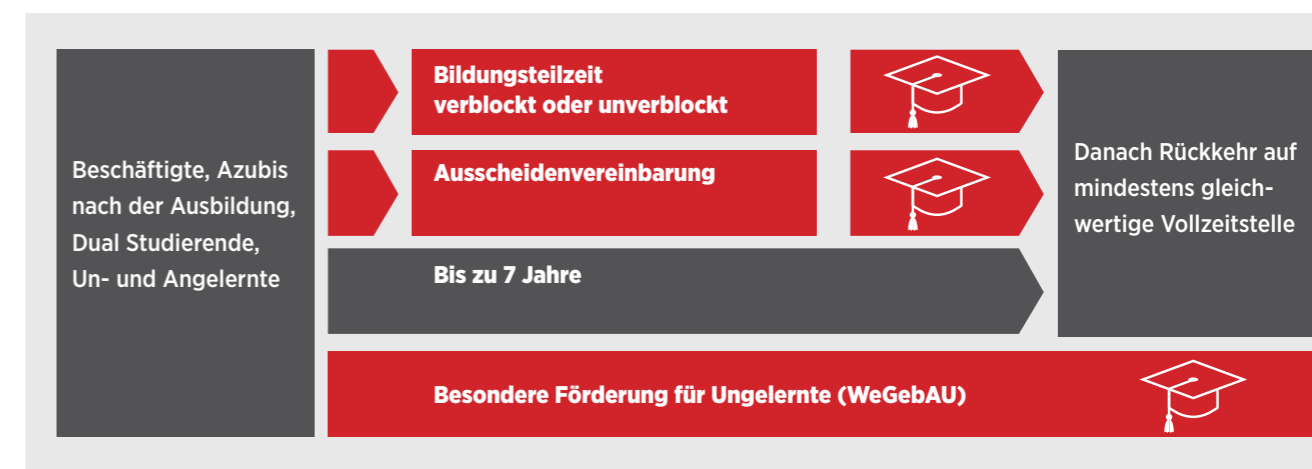 Beschäftigte, Azubis
nach der Ausbildung,
Dual Studierende,
Un- und Angelernte
Bildungsteilzeit
verblockt oder unverblockt
Ausscheidenvereinbarung
Bis zu 7 Jahre
Besondere Förderung für Ungelernte (WeGebAU)
Danach Rückkehr auf
mindestens gleich-
wertige Vollzeitstelle